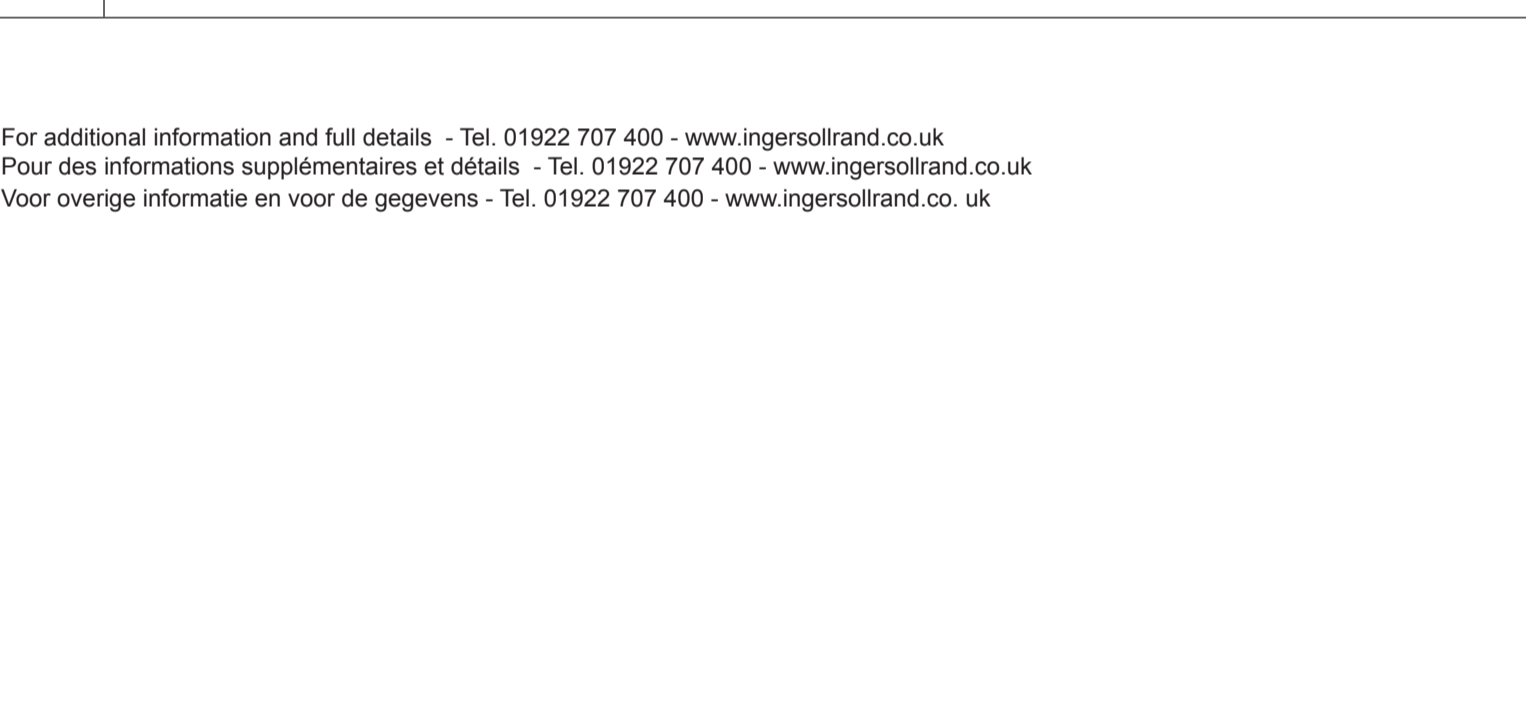 For additional information and full details  - Tel. 01922 707 400 - www.ingersollrand.co.uk
Pour des informations supplémentaires et détails  - Tel. 01922 707 400 - www.ingersollrand.co.uk
Voor overige informatie en voor de gegevens - Tel. 01922 707 400 - www.ingersollrand.co. uk